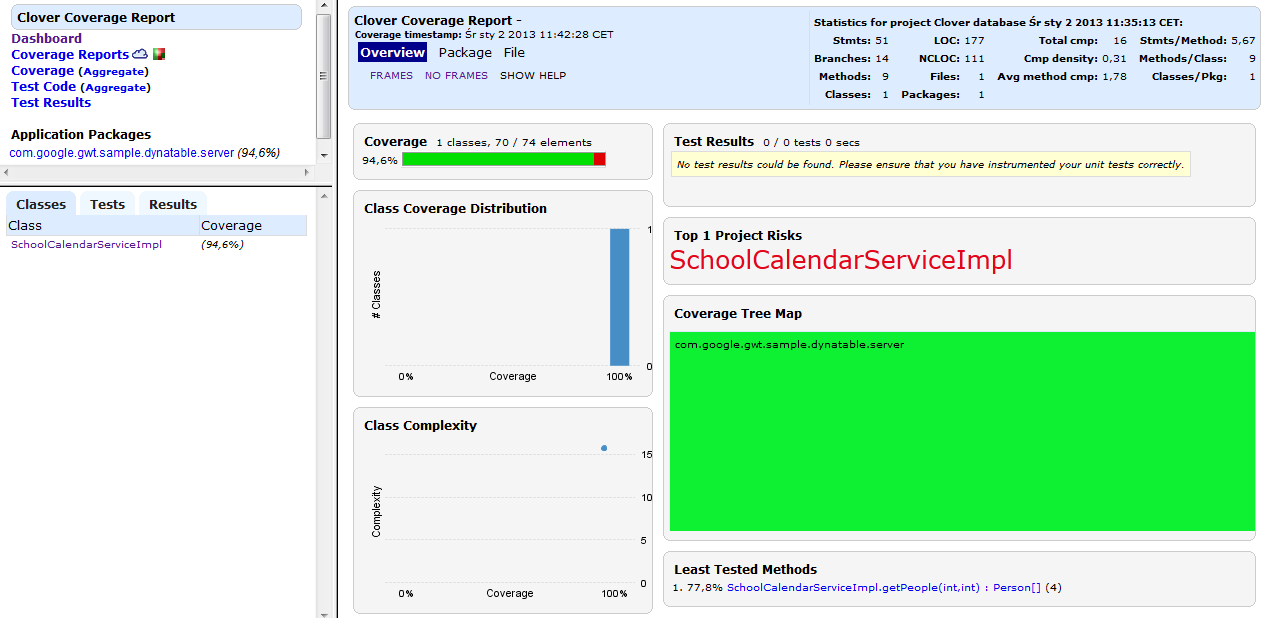 Clover Coverage Report
Dashboard
Coverage Reports
Coverage (Aggregate)
Test Code (Aggregate)
Test Results
Application Packages
com.google.gwt.sample.dynatable.server (94,6%)
Classes Tests Results
Class Coverage
SchoolCalendarServiceImpl (94,6%)
Clover Coverage Report -
Coverage timestamp: Śr sty 2 2013 11:42:28 CET
Overview Package File
FRAMES NO FRAMES SHOW HELP
Statistics for project Clover database Śr sty 2 2013 11:35:13 CET:
Stmts: 51 LOC: 177 Total cmp: 16 Stmts/Method: 5,67
Branches: 14 NCLOC: 111 Cmp density: 0,31 Methods/Class: 9
Methods: 9 Files: 1 Avg method cmp: 1,78 Classes/Pkg: 1
Classes: 1 Packages: 1
Coverage 1 classes, 70 / 74 elements
94,6%
Class Coverage Distribution
1
# Classes
0
0% Coverage 100%
Class Complexity
15
10
Complexity
5
0
0% Coverage 100%
Test Results 0 / 0 tests 0 secs
No test results could be found. Please ensure that you have instrumented your unit tests correctly.
Top 1 Project Risks
SchoolCalendarServiceImpl
Coverage Tree Map
com.google.gwt.sample.dynatable.server
Least Tested Methods
1. 77,8% SchoolCalendarServiceImpl.getPeople(int,int) : Person[] (4)